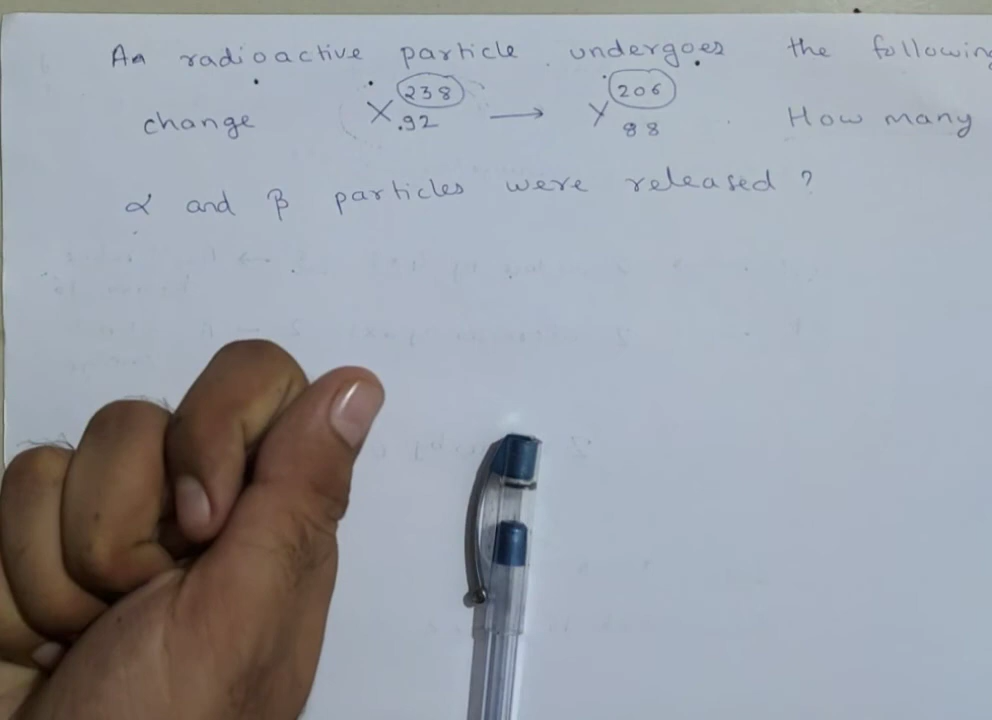 An radioactive particle undergoes the following
change X 238 .92 → Y 206 88 How many
α and β particles were released ?